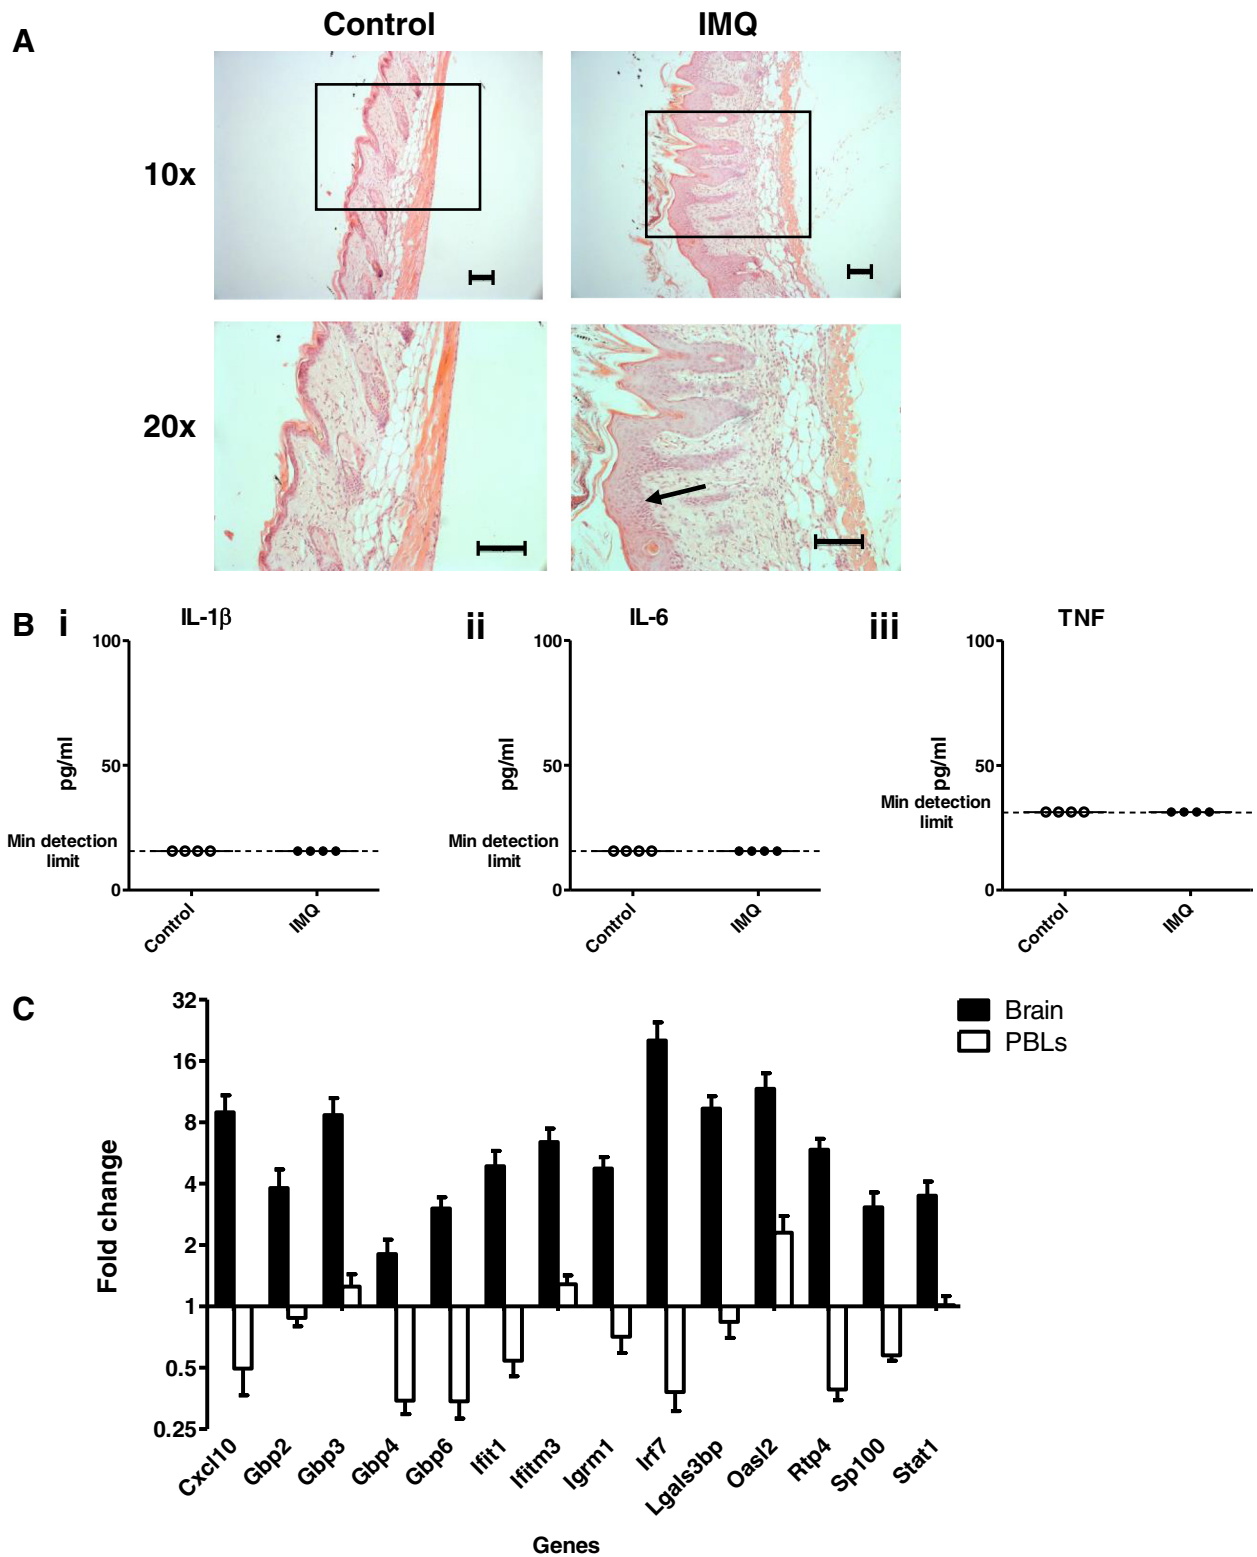 A
Control
IMQ
10x
20x
B
i
IL-1β
ii
IL-6
iii
TNF
100
50
0
pg/ml
Min detection
limit
Control
IMQ
100
50
0
pg/ml
Min detection
limit
Control
IMQ
100
50
0
pg/ml
Min detection
limit
Control
IMQ
C
32
16
8
4
2
1
0.5
0.25
Fold change
Brain
PBLs
Cxcl10
Gbp2
Gbp3
Gbp4
Gbp6
Ifit1
Ifitm3
Igrm1
Irf7
Lgals3bp
Oasl2
Rtp4
Sp100
Stat1
Genes